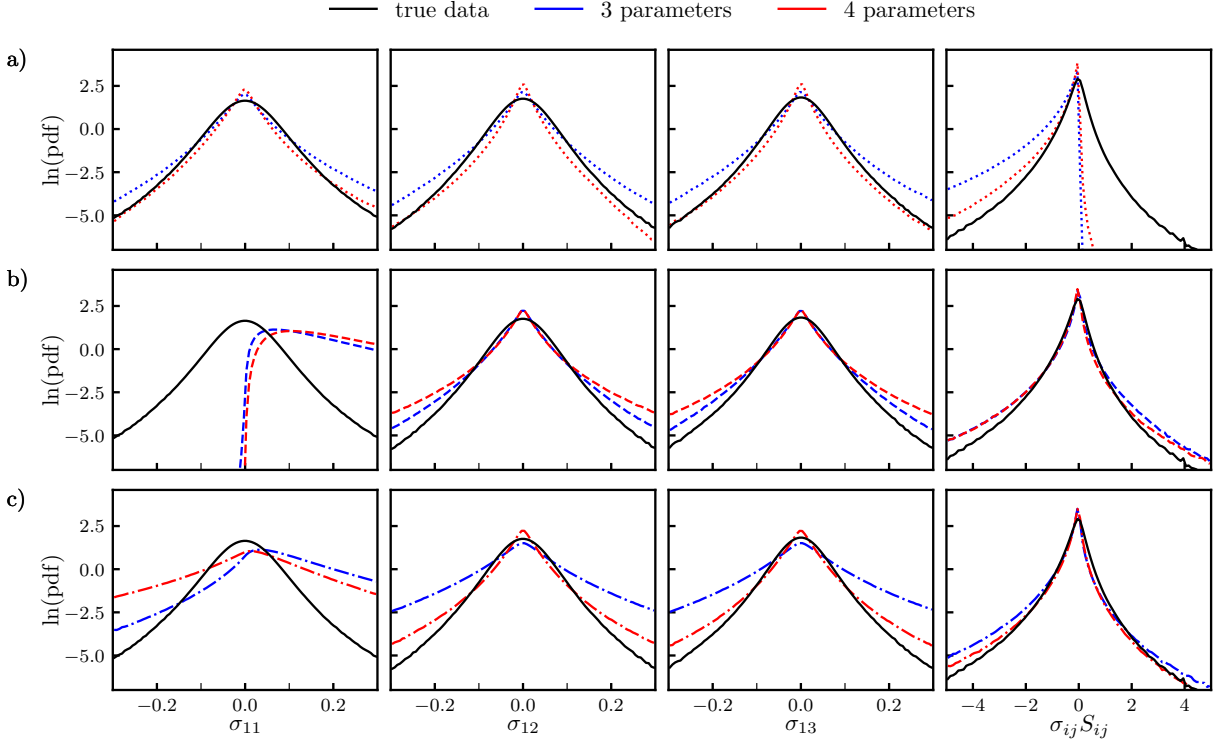 true data 3 parameters 4 parameters
a)
ln(pdf)
2.5
0.0
−2.5
−5.0
−0.2 0.0 0.2 −0.2 0.0 0.2 −0.2 0.0 0.2 −4 −2 0 2 4
b)
ln(pdf)
2.5
0.0
−2.5
−5.0
c)
ln(pdf)
2.5
0.0
−2.5
−5.0
σ11 σ12 σ13 σijSij